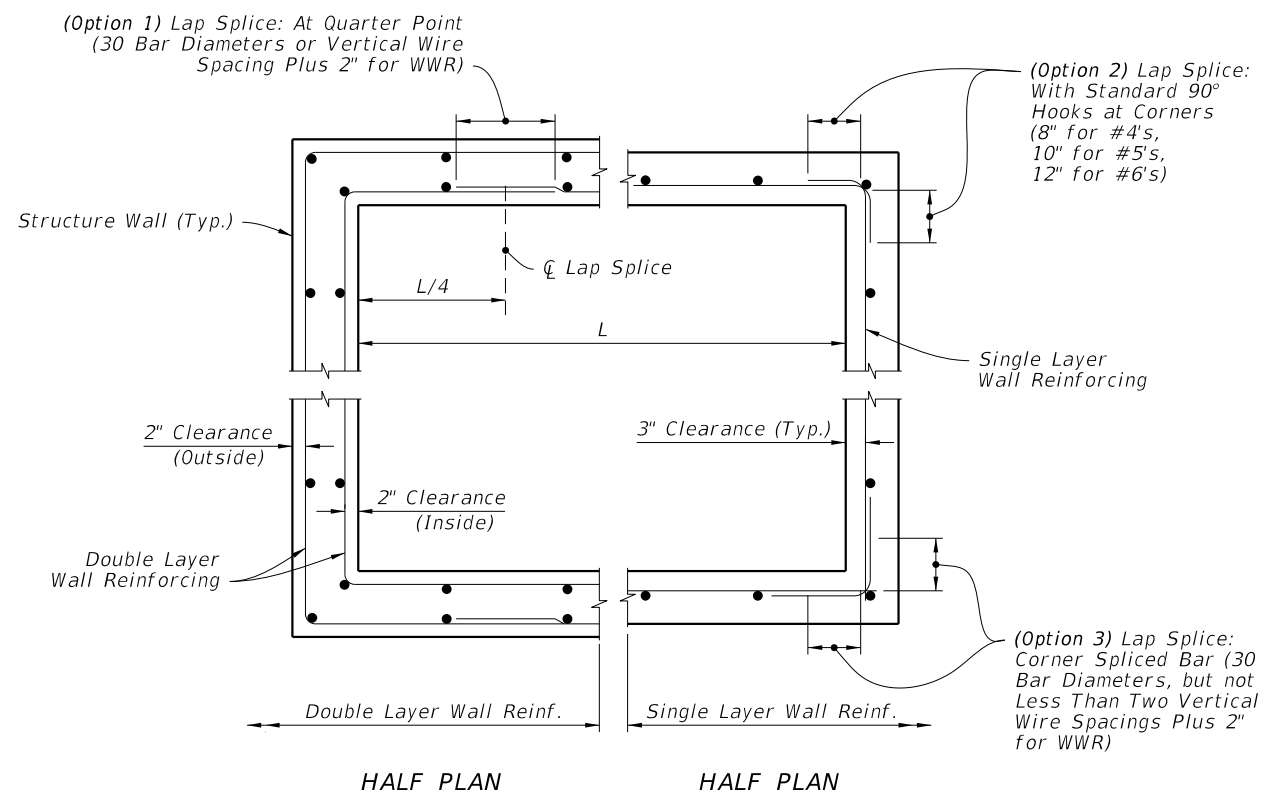 (Option 1) Lap Splice: At Quarter Point
(30 Bar Diameters or Vertical Wire
Spacing Plus 2" for WWR)
(Option 2) Lap Splice:
With Standard 90°
Hooks at Corners
(8" for #4's,
10" for #5's,
12" for #6's)
Structure Wall (Typ.)
℄ Lap Splice
L/4
L
Single Layer
Wall Reinforcing
2" Clearance
(Outside)
3" Clearance (Typ.)
2" Clearance
(Inside)
Double Layer
Wall Reinforcing
(Option 3) Lap Splice:
Corner Spliced Bar (30
Bar Diameters, but not
Less Than Two Vertical
Wire Spacings Plus 2"
for WWR)
Double Layer Wall Reinf.
Single Layer Wall Reinf.
HALF PLAN
HALF PLAN